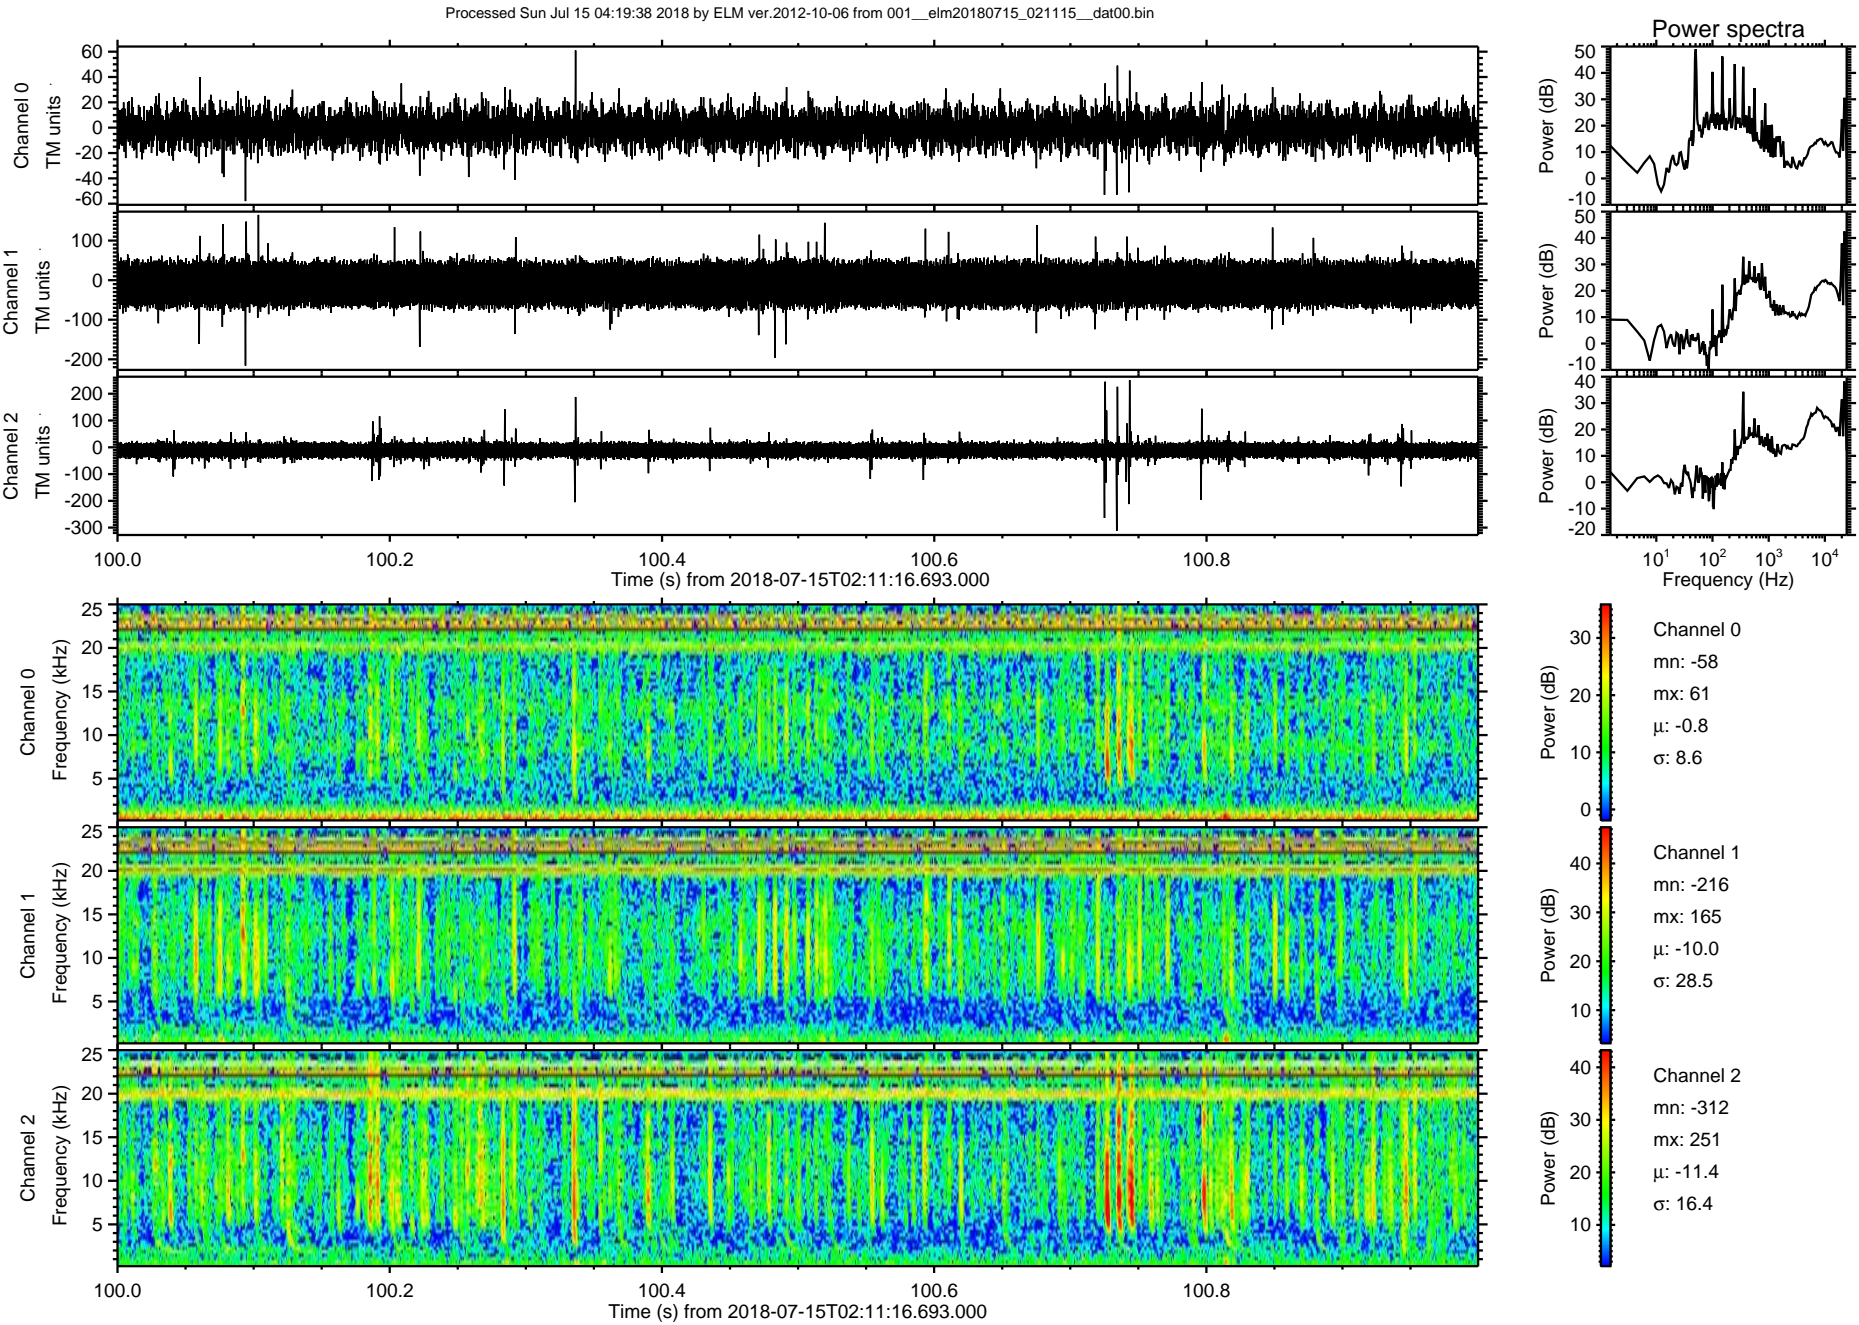 Processed Sun Jul 15 04:19:38 2018 by ELM ver.2012-10-06 from 001__elm20180715_021115__dat00.bin
Power spectra
Channel 0
TM units
60
40
20
0
-20
-40
-60
Power (dB)
50
40
30
20
10
0
-10
Channel 1
TM units
100
0
-100
-200
Power (dB)
50
40
30
20
10
0
-10
Channel 2
TM units
200
100
0
-100
-200
-300
Power (dB)
40
30
20
10
0
-10
-20
100.0 100.2 100.4 100.6 100.8
Time (s) from 2018-07-15T02:11:16.693.000
10¹ 10² 10³ 10⁴
Frequency (Hz)
Channel 0
Frequency (kHz)
25
20
15
10
5
Power (dB)
30
20
10
0
Channel 0
mn: -58
mx: 61
μ: -0.8
σ: 8.6
Channel 1
Frequency (kHz)
25
20
15
10
5
Power (dB)
40
30
20
10
Channel 1
mn: -216
mx: 165
μ: -10.0
σ: 28.5
Channel 2
Frequency (kHz)
25
20
15
10
5
Power (dB)
40
30
20
10
Channel 2
mn: -312
mx: 251
μ: -11.4
σ: 16.4
100.0 100.2 100.4 100.6 100.8
Time (s) from 2018-07-15T02:11:16.693.000